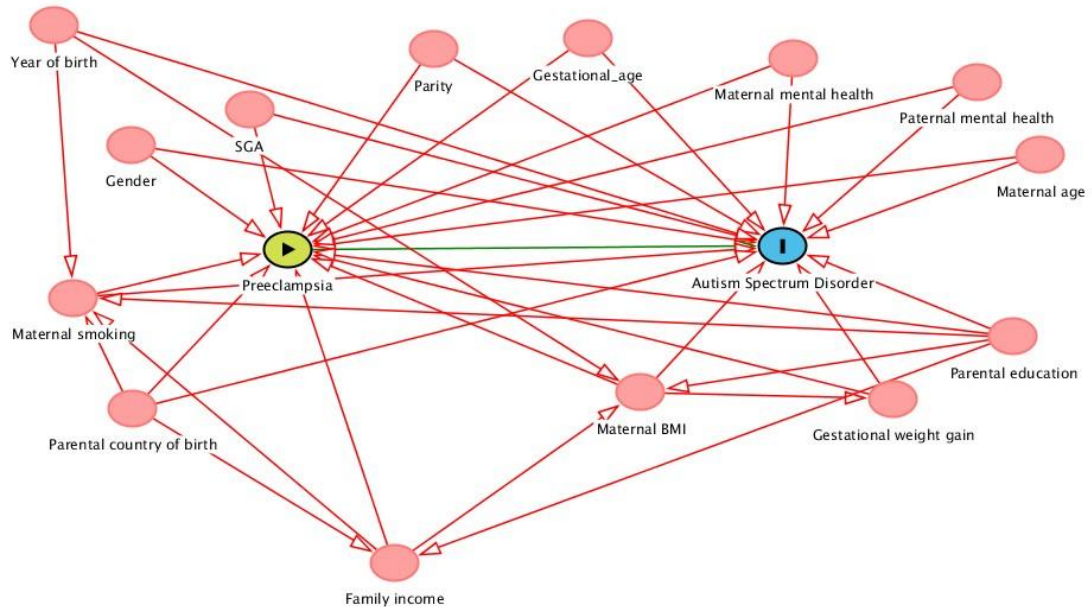 Year of birth
Parity
Gestational_age
Maternal mental health
Paternal mental health
SGA
Gender
Maternal age
Preeclampsia
Autism Spectrum Disorder
Maternal smoking
Parental education
Parental country of birth
Maternal BMI
Gestational weight gain
Family income